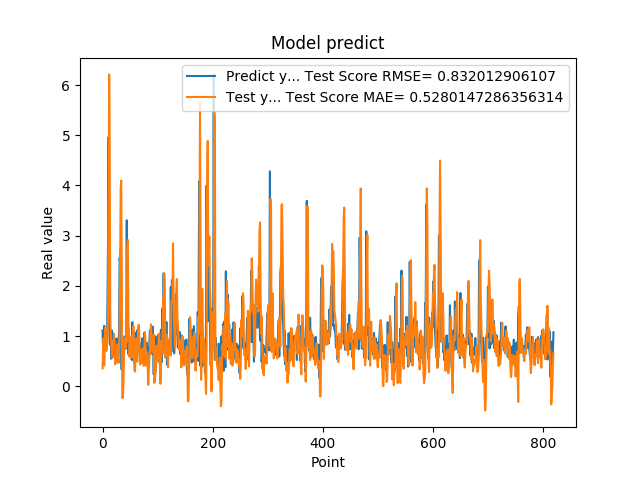 Model predict
Predict y... Test Score RMSE= 0.832012906107
Test y... Test Score MAE= 0.5280147286356314
Real value
6
5
4
3
2
1
0
0 200 400 600 800
Point